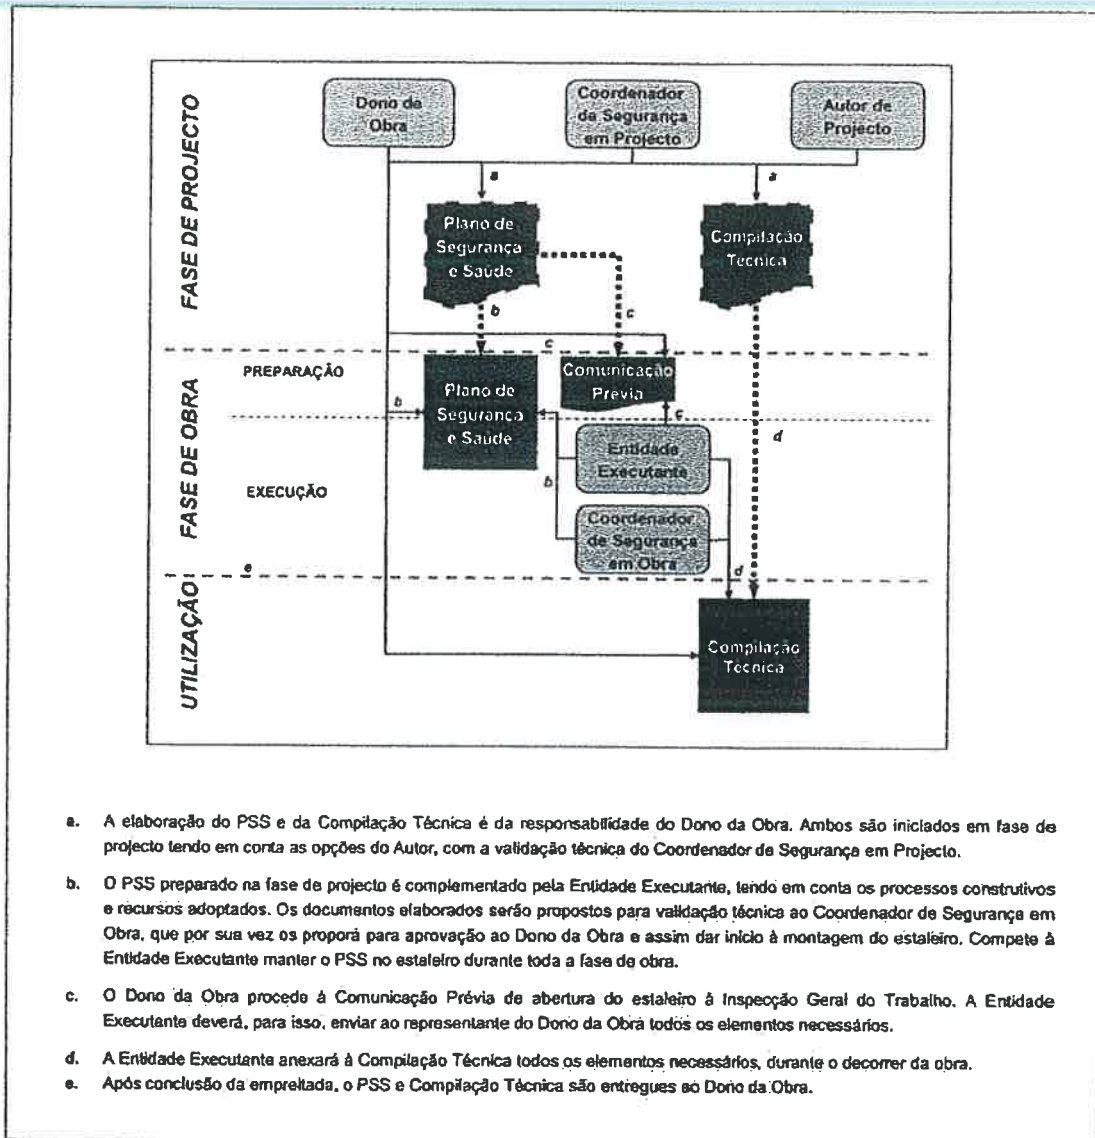 FASE DE PROJECTO
Dono da
Obra
Coordenador
de Segurança
em Projecto
Autor de
Projecto
a
a
Plano de
Segurança
e Saúde
Compilação
Tecnica
b
c
c
FASE DE OBRA
PREPARAÇÃO
Plano de
Segurança
e Saúde
Comunicação
Previa
b
c
d
Entidade
Executante
b
EXECUÇÃO
Coordenador
de Segurança
em Obra
e
d
UTILIZAÇÃO
Compilação
Tecnica
a. A elaboração do PSS e da Compilação Técnica é da responsabilidade do Dono da Obra. Ambos são iniciados em fase de
projecto tendo em conta as opções do Autor, com a validação técnica do Coordenador de Segurança em Projecto.
b. O PSS preparado na fase de projecto é complementado pela Entidade Executante, tendo em conta os processos construtivos
e recursos adoptados. Os documentos elaborados serão propostos para validação técnica ao Coordenador de Segurança em
Obra, que por sua vez os proporá para aprovação ao Dono da Obra e assim dar início à montagem do estaleiro. Compete à
Entidade Executante manter o PSS no estaleiro durante toda a fase de obra.
c. O Dono da Obra procede à Comunicação Prévia de abertura do estaleiro à Inspecção Geral do Trabalho. A Entidade
Executante deverá, para isso, enviar ao representante do Dono da Obra todos os elementos necessários.
d. A Entidade Executante anexará à Compilação Técnica todos os elementos necessários, durante o decorrer da obra.
e. Após conclusão da empreitada, o PSS e Compilação Técnica são entregues ao Dono da Obra.